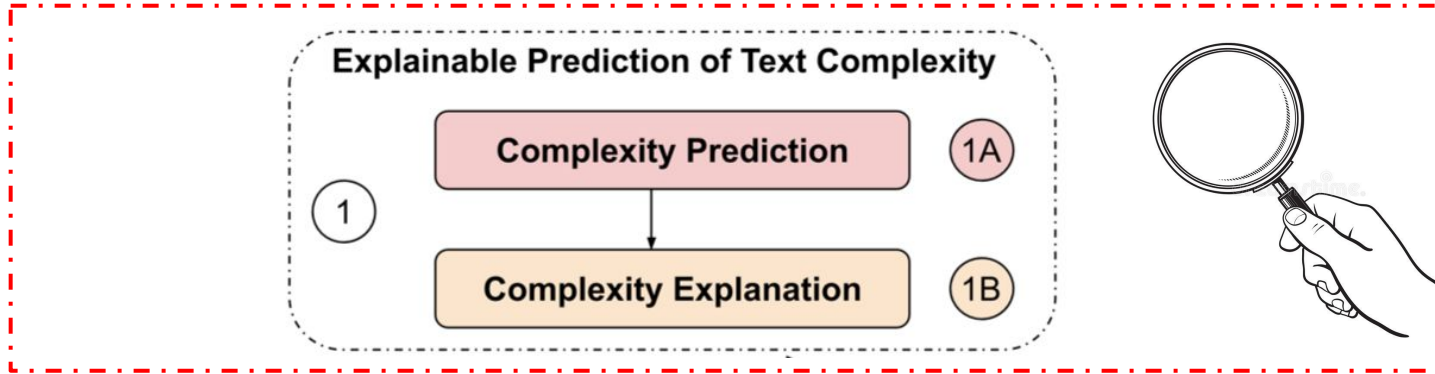 Explainable Prediction of Text Complexity
Complexity Prediction
1A
1
Complexity Explanation
1B